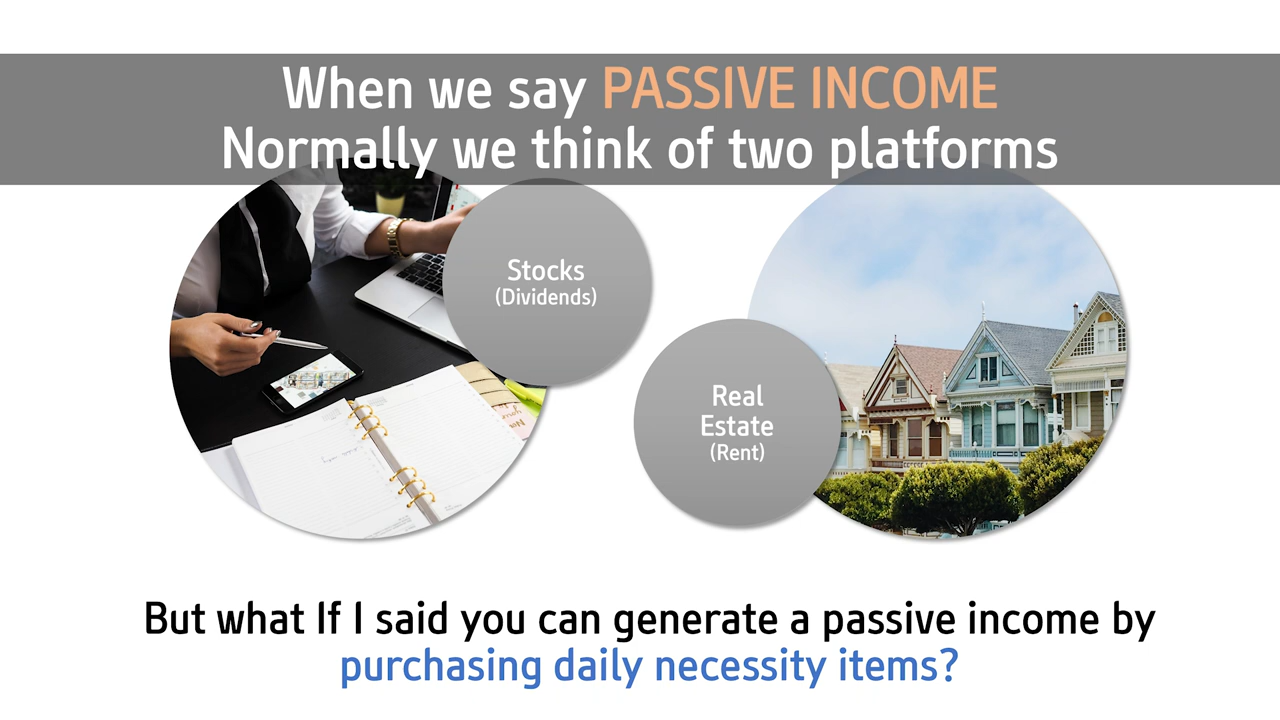 When we say PASSIVE INCOME
Normally we think of two platforms
Stocks
(Dividends)
Real
Estate
(Rent)
But what If I said you can generate a passive income by
purchasing daily necessity items?